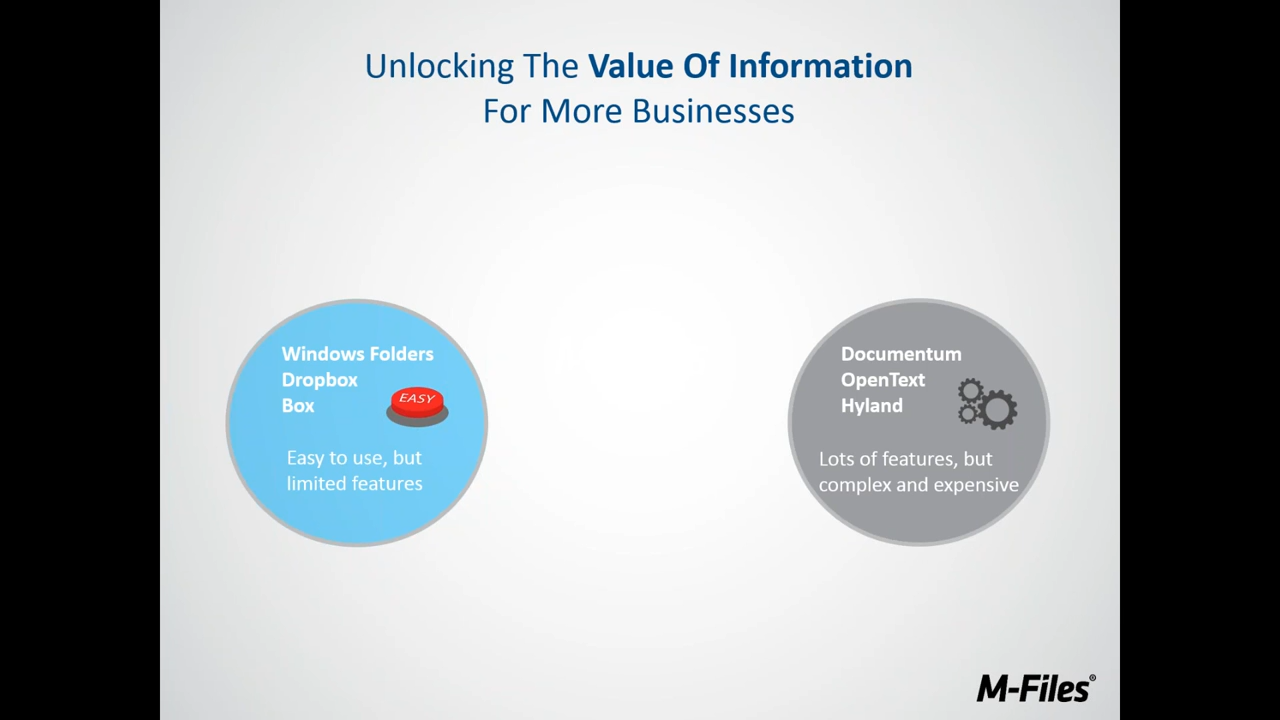 Unlocking The Value Of Information
For More Businesses
Windows Folders
Dropbox
Box
EASY
Easy to use, but
limited features
Documentum
OpenText
Hyland
Lots of features, but
complex and expensive
M-Files®